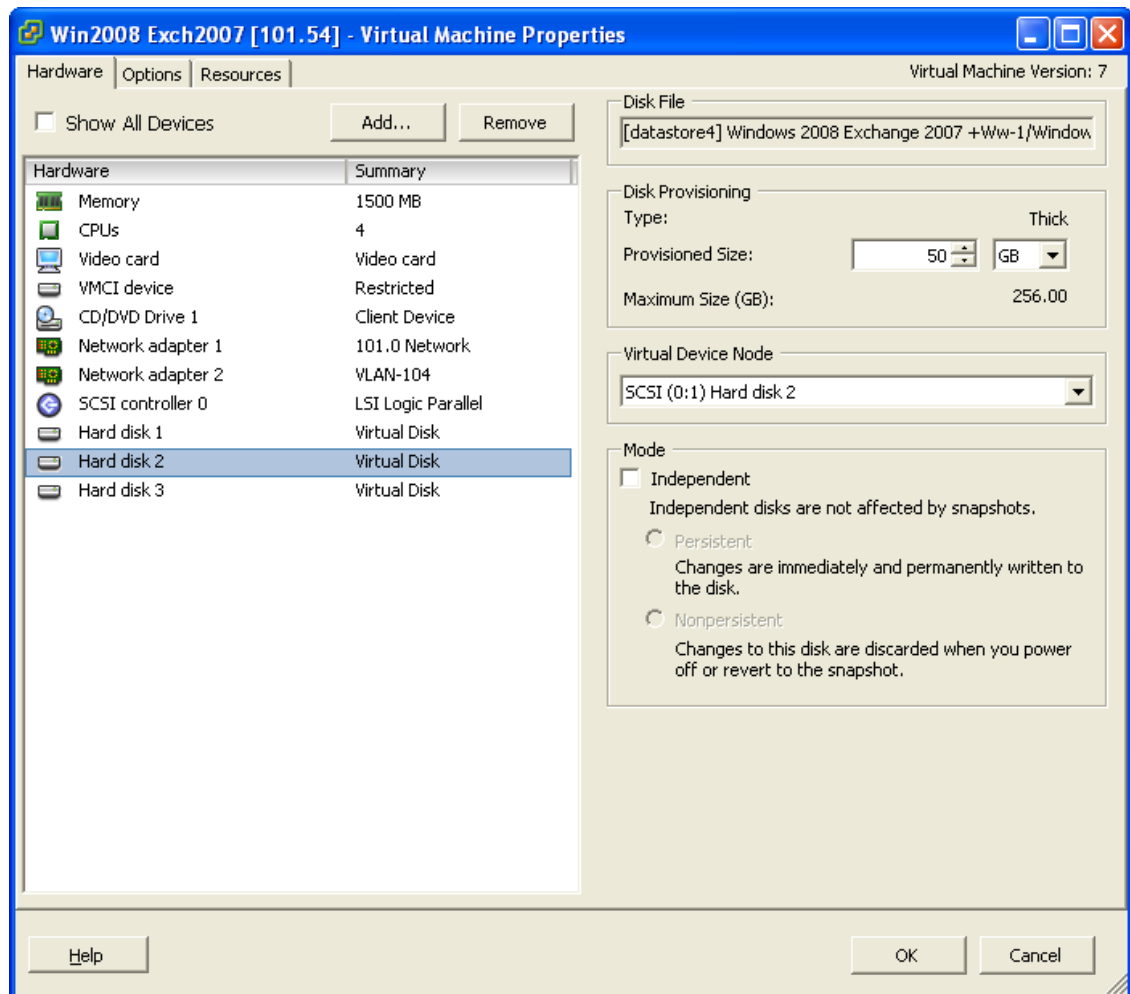 Win2008 Exch2007 [101.54] - Virtual Machine Properties
Hardware Options Resources Virtual Machine Version: 7
Show All Devices Add... Remove
Hardware Summary
Memory 1500 MB
CPUs 4
Video card Video card
VMCI device Restricted
CD/DVD Drive 1 Client Device
Network adapter 1 101.0 Network
Network adapter 2 VLAN-104
SCSI controller 0 LSI Logic Parallel
Hard disk 1 Virtual Disk
Hard disk 2 Virtual Disk
Hard disk 3 Virtual Disk
Disk File
[datastore4] Windows 2008 Exchange 2007 +Ww-1/Window
Disk Provisioning
Type: Thick
Provisioned Size: 50 GB
Maximum Size (GB): 256.00
Virtual Device Node
SCSI (0:1) Hard disk 2
Mode
Independent
Independent disks are not affected by snapshots.
Persistent
Changes are immediately and permanently written to
the disk.
Nonpersistent
Changes to this disk are discarded when you power
off or revert to the snapshot.
Help OK Cancel